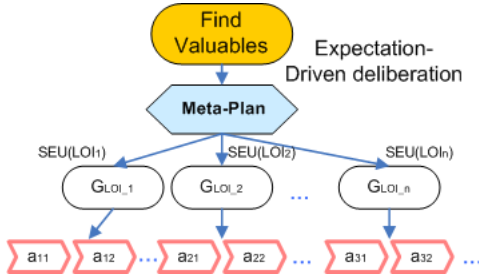 Find
Valuables
Expectation-
Driven deliberation
Meta-Plan
SEU(LOI1) SEU(LOI2) SEU(LOIn)
GLOI_1 GLOI_2 ... GLOI_n
a11 a12 ... a21 a22 ... a31 a32 ...